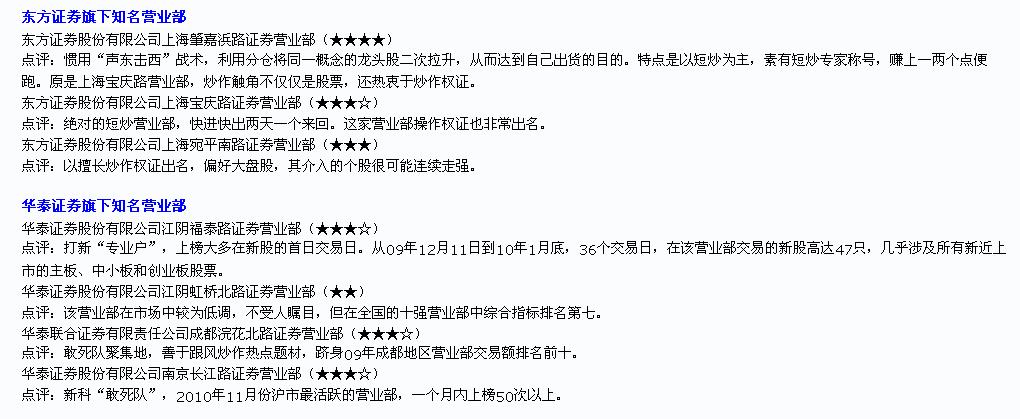 东方证券旗下知名营业部
东方证券股份有限公司上海肇嘉浜路证券营业部（★★★★）
点评：惯用“声东击西”战术，利用分仓将同一概念的龙头股二次拉升，从而达到自己出货的目的。特点是以短炒为主，素有短炒专家称号，赚上一两个点便
跑。原是上海宝庆路营业部，炒作触角不仅仅是股票，还热衷于炒作权证。
东方证券股份有限公司上海宝庆路证券营业部（★★★☆）
点评：绝对的短炒营业部，快进快出两天一个来回。这家营业部操作权证也非常出名。
东方证券股份有限公司上海宛平南路证券营业部（★★★）
点评：以擅长炒作权证出名，偏好大盘股，其介入的个股很可能连续走强。
华泰证券旗下知名营业部
华泰证券股份有限公司江阴福泰路证券营业部（★★★☆）
点评：打新“专业户”，上榜大多在新股的首日交易日。从09年12月11日到10年1月底，36个交易日，在该营业部交易的新股高达47只，几乎涉及所有新近上
市的主板、中小板和创业板股票。
华泰证券股份有限公司江阴虹桥北路证券营业部（★★）
点评：该营业部在市场中较为低调，不受人瞩目，但在全国的十强营业部中综合指标排名第七。
华泰联合证券有限责任公司成都浣花北路证券营业部（★★★☆）
点评：敢死队聚集地，善于跟风炒作热点题材，跻身09年成都地区营业部交易额排名前十。
华泰证券股份有限公司南京长江路证券营业部（★★★☆）
点评：新科“敢死队”，2010年11月份沪市最活跃的营业部，一个月内上榜50次以上。